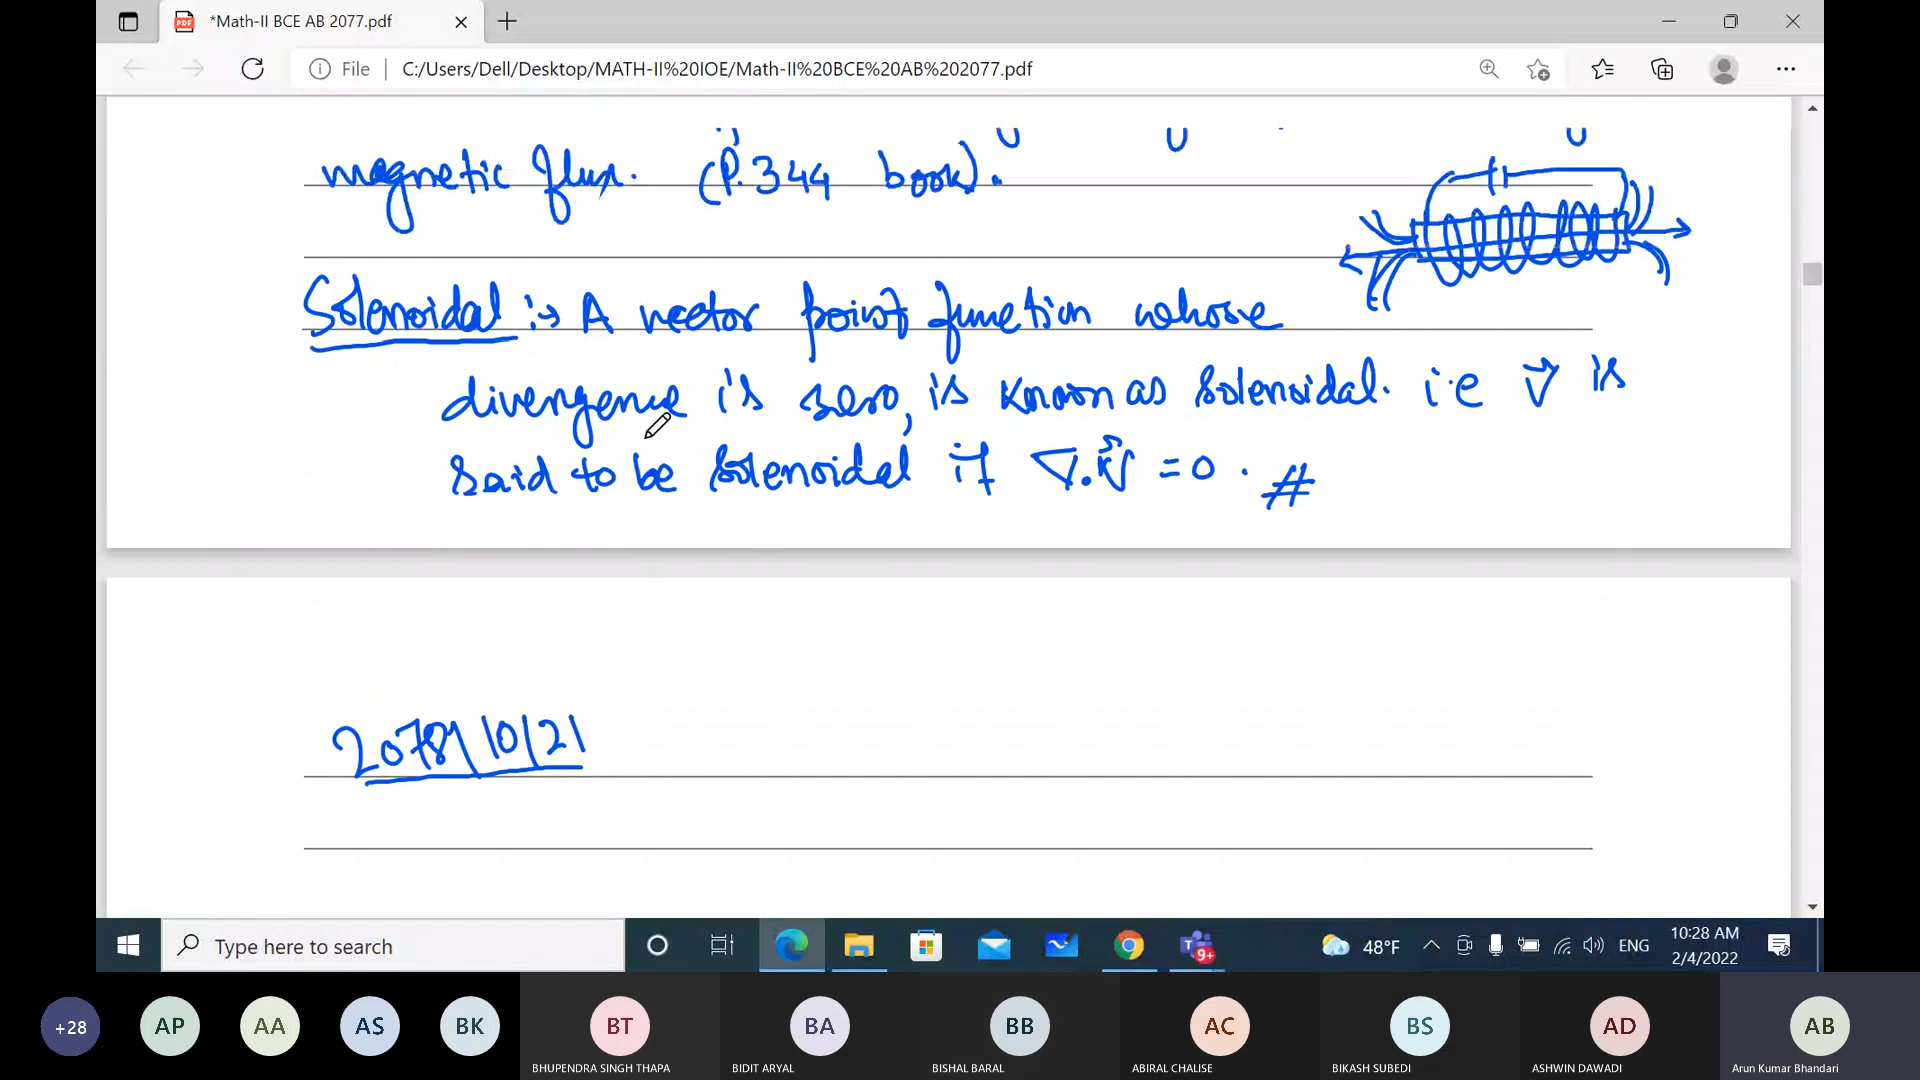 *Math-II BCE AB 2077.pdf
File
C:/Users/Dell/Desktop/MATH-II%20IOE/Math-II%20BCE%20AB%202077.pdf
magnetic flux. (P.344 book).
Solenoidal :→ A vector point function whose
divergence is zero, is known as solenoidal. i.e V⃗ is
said to be solenoidal if ∇.V⃗ = 0 . #
2078/10/21
Type here to search
9+
48°F
ENG
10:28 AM
2/4/2022
+28
AP
AA
AS
BK
BT
BA
BB
AC
BS
AD
AB
BHUPENDRA SINGH THAPA
BIDIT ARYAL
BISHAL BARAL
ABIRAL CHALISE
BIKASH SUBEDI
ASHWIN DAWADI
Arun Kumar Bhandari